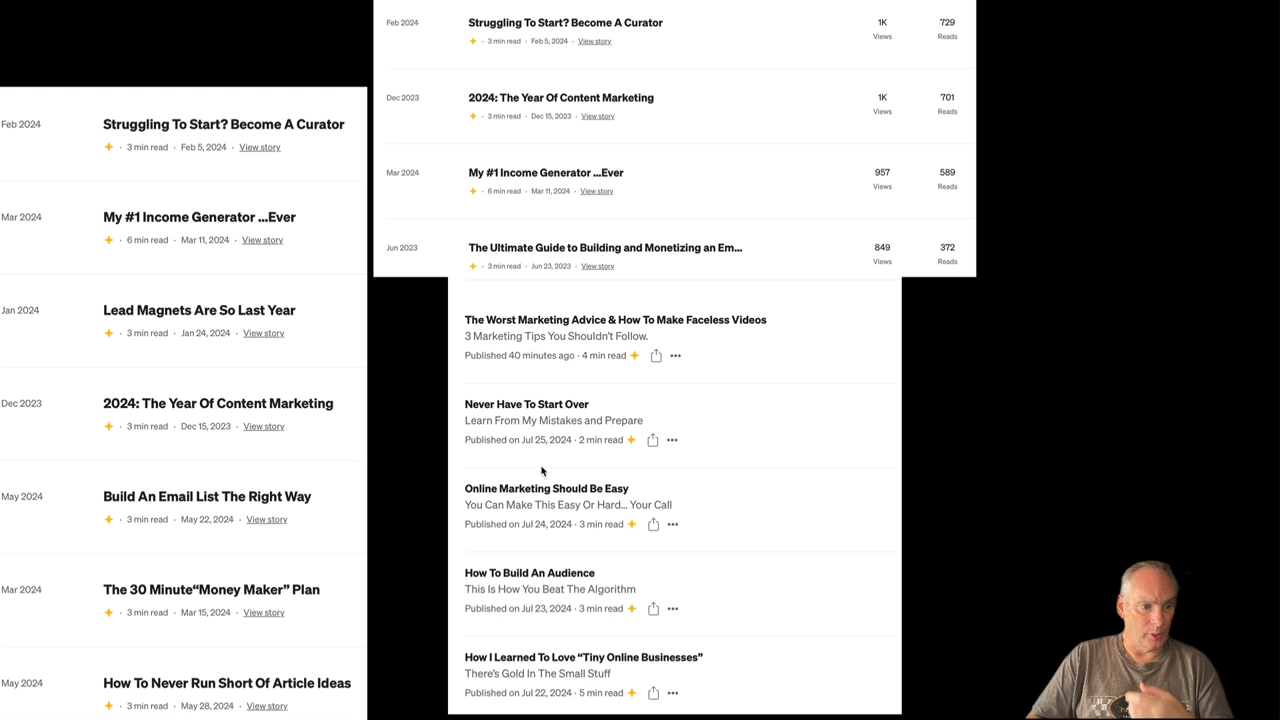 Feb 2024
Struggling To Start? Become A Curator
· 3 min read · Feb 5, 2024 · View story
Mar 2024
My #1 Income Generator ...Ever
· 6 min read · Mar 11, 2024 · View story
Jan 2024
Lead Magnets Are So Last Year
· 3 min read · Jan 24, 2024 · View story
Dec 2023
2024: The Year Of Content Marketing
· 3 min read · Dec 15, 2023 · View story
May 2024
Build An Email List The Right Way
· 3 min read · May 22, 2024 · View story
Mar 2024
The 30 Minute“Money Maker” Plan
· 3 min read · Mar 15, 2024 · View story
May 2024
How To Never Run Short Of Article Ideas
· 3 min read · May 28, 2024 · View story
Feb 2024
Struggling To Start? Become A Curator
· 3 min read · Feb 5, 2024 · View story
1K
Views
729
Reads
Dec 2023
2024: The Year Of Content Marketing
· 3 min read · Dec 15, 2023 · View story
1K
Views
701
Reads
Mar 2024
My #1 Income Generator ...Ever
· 6 min read · Mar 11, 2024 · View story
957
Views
589
Reads
Jun 2023
The Ultimate Guide to Building and Monetizing an Em...
· 3 min read · Jun 23, 2023 · View story
849
Views
372
Reads
The Worst Marketing Advice & How To Make Faceless Videos
3 Marketing Tips You Shouldn't Follow.
Published 40 minutes ago · 4 min read
Never Have To Start Over
Learn From My Mistakes and Prepare
Published on Jul 25, 2024 · 2 min read
Online Marketing Should Be Easy
You Can Make This Easy Or Hard... Your Call
Published on Jul 24, 2024 · 3 min read
How To Build An Audience
This Is How You Beat The Algorithm
Published on Jul 23, 2024 · 3 min read
How I Learned To Love “Tiny Online Businesses”
There's Gold In The Small Stuff
Published on Jul 22, 2024 · 5 min read